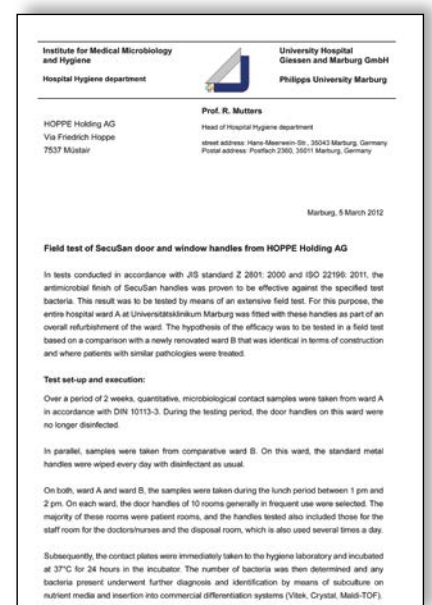 Institute for Medical Microbiology
and Hygiene
Hospital Hygiene department
University Hospital
Giessen and Marburg GmbH
Philipps University Marburg
HOPPE Holding AG
Via Friedrich Hoppe
7537 Müstair
Prof. R. Mutters
Head of Hospital Hygiene department
street address: Hans-Meerwein-Str., 35043 Marburg, Germany
Postal address: Postfach 2360, 35011 Marburg, Germany
Marburg, 5 March 2012
Field test of SecuSan door and window handles from HOPPE Holding AG
In tests conducted in accordance with JIS standard Z 2801: 2000 and ISO 22196: 2011, the
antimicrobial finish of SecuSan handles was proven to be effective against the specified test
bacteria. This result was to be tested by means of an extensive field test. For this purpose, the
entire hospital ward A at Universitätsklinikum Marburg was fitted with these handles as part of an
overall refurbishment of the ward. The hypothesis of the efficacy was to be tested in a field test
based on a comparison with a newly renovated ward B that was identical in terms of construction
and where patients with similar pathologies were treated.
Test set-up and execution:
Over a period of 2 weeks, quantitative, microbiological contact samples were taken from ward A
in accordance with DIN 10113-3. During the testing period, the door handles on this ward were
no longer disinfected.
In parallel, samples were taken from comparative ward B. On this ward, the standard metal
handles were wiped every day with disinfectant as usual.
On both, ward A and ward B, the samples were taken during the lunch period between 1 pm and
2 pm. On each ward, the door handles of 10 rooms generally in frequent use were selected. The
majority of these rooms were patient rooms, and the handles tested also included those for the
staff room for the doctors/nurses and the disposal room, which is also used several times a day.
Subsequently, the contact plates were immediately taken to the hygiene laboratory and incubated
at 37°C for 24 hours in the incubator. The number of bacteria was then determined and any
bacteria present underwent further diagnosis and identification by means of subculture on
nutrient media and insertion into commercial differentiation systems (Vitek, Crystal, Maldi-TOF).